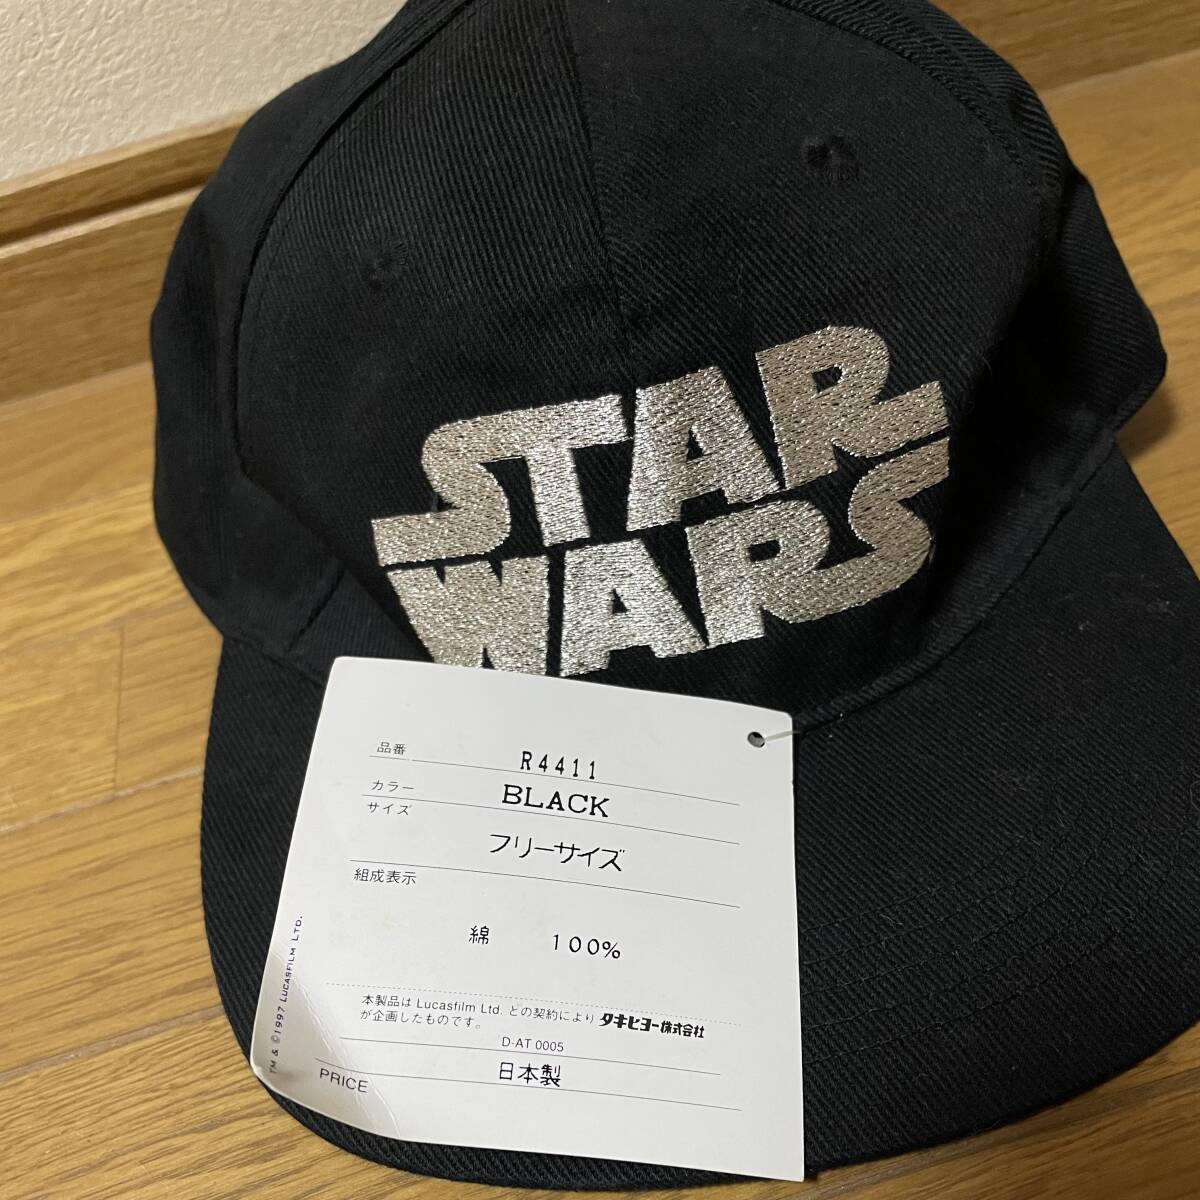 STAR
WARS
品番 R4411
カラー BLACK
サイズ
フリーサイズ
組成表示
綿 100%
本製品は Lucasfilm Ltd. との契約により タキヒヨー株式会社
が企画したものです。
D-AT 0005
日本製
PRICE
TM & ©1997 LUCASFILM LTD.